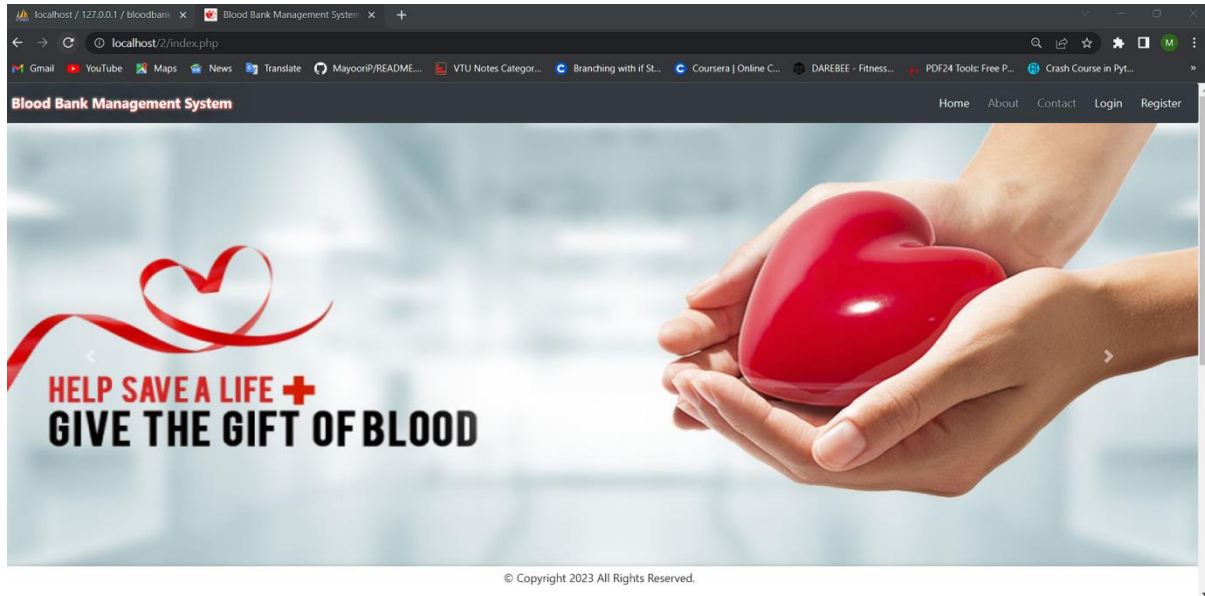 localhost / 127.0.0.1 / bloodbank
Blood Bank Management System
localhost/2/index.php
M
Gmail YouTube Maps News Translate MayooriP/README... VTU Notes Categor... Branching with if St... Coursera | Online C... DAREBEE - Fitness... PDF24 Tools: Free P... Crash Course in Pyt... »
Blood Bank Management System Home About Contact Login Register
HELP SAVE A LIFE
GIVE THE GIFT OF BLOOD
© Copyright 2023 All Rights Reserved.